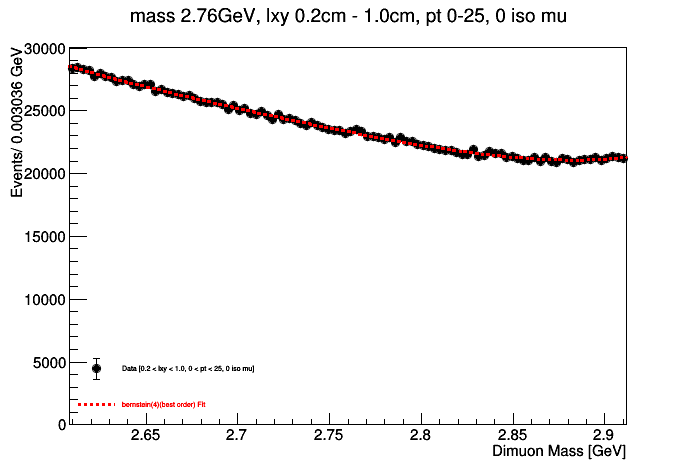 mass 2.76GeV, lxy 0.2cm - 1.0cm, pt 0-25, 0 iso mu
Events/ 0.003036 GeV
30000
25000
20000
15000
10000
5000
0
Data [0.2 < lxy < 1.0, 0 < pt < 25, 0 iso mu]
bernstein(4)(best order) Fit
2.65
2.7
2.75
2.8
2.85
2.9
Dimuon Mass [GeV]